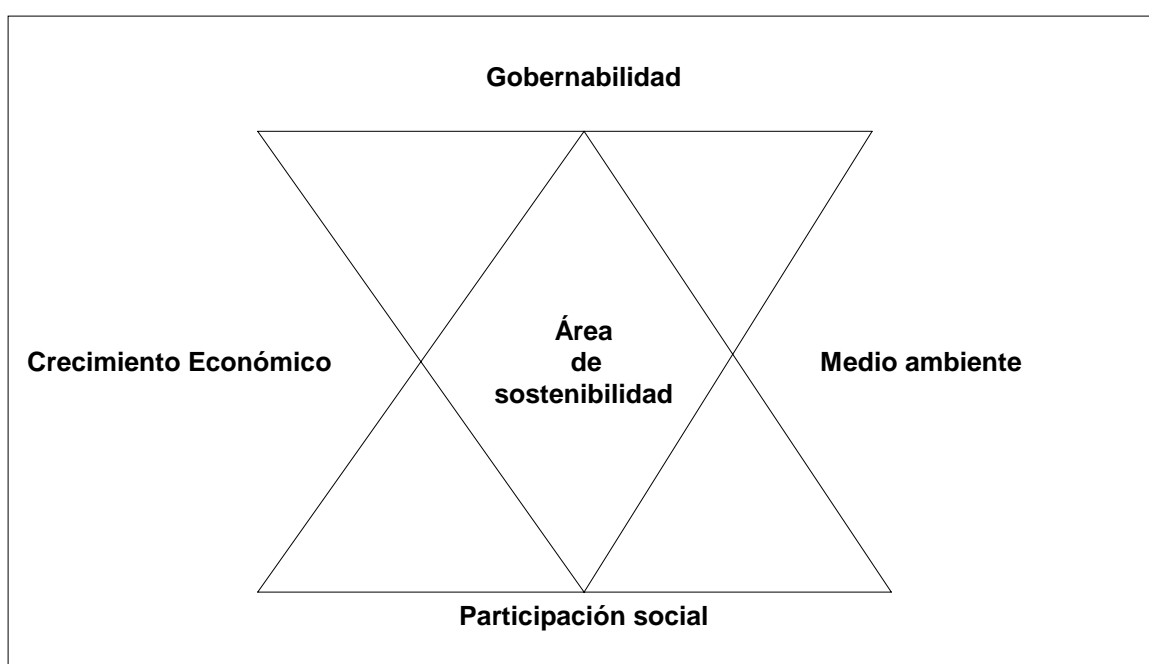 Gobernabilidad
Crecimiento Económico
Área
de
sostenibilidad
Medio ambiente
Participación social